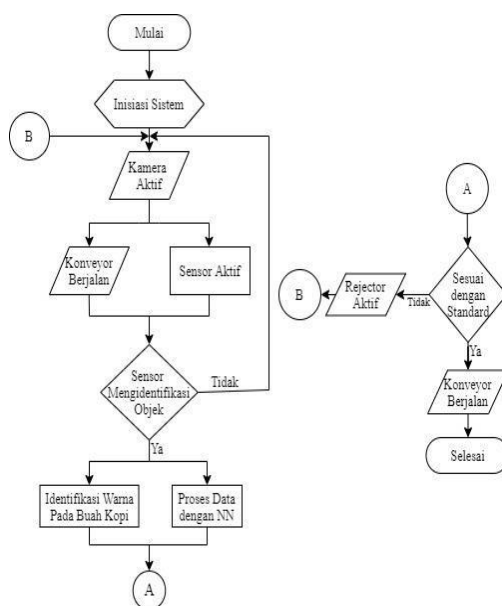 Mulai
Inisiasi Sistem
B
Kamera
Aktif
Konveyor
Berjalan
Sensor Aktif
Sensor
Mengidentifikasi
Objek
Tidak
Ya
Identifikasi Warna
Pada Buah Kopi
Proses Data
dengan NN
A
A
Sesuai
dengan
Standard
Tidak
Rejector
Aktif
B
Ya
Konveyor
Berjalan
Selesai